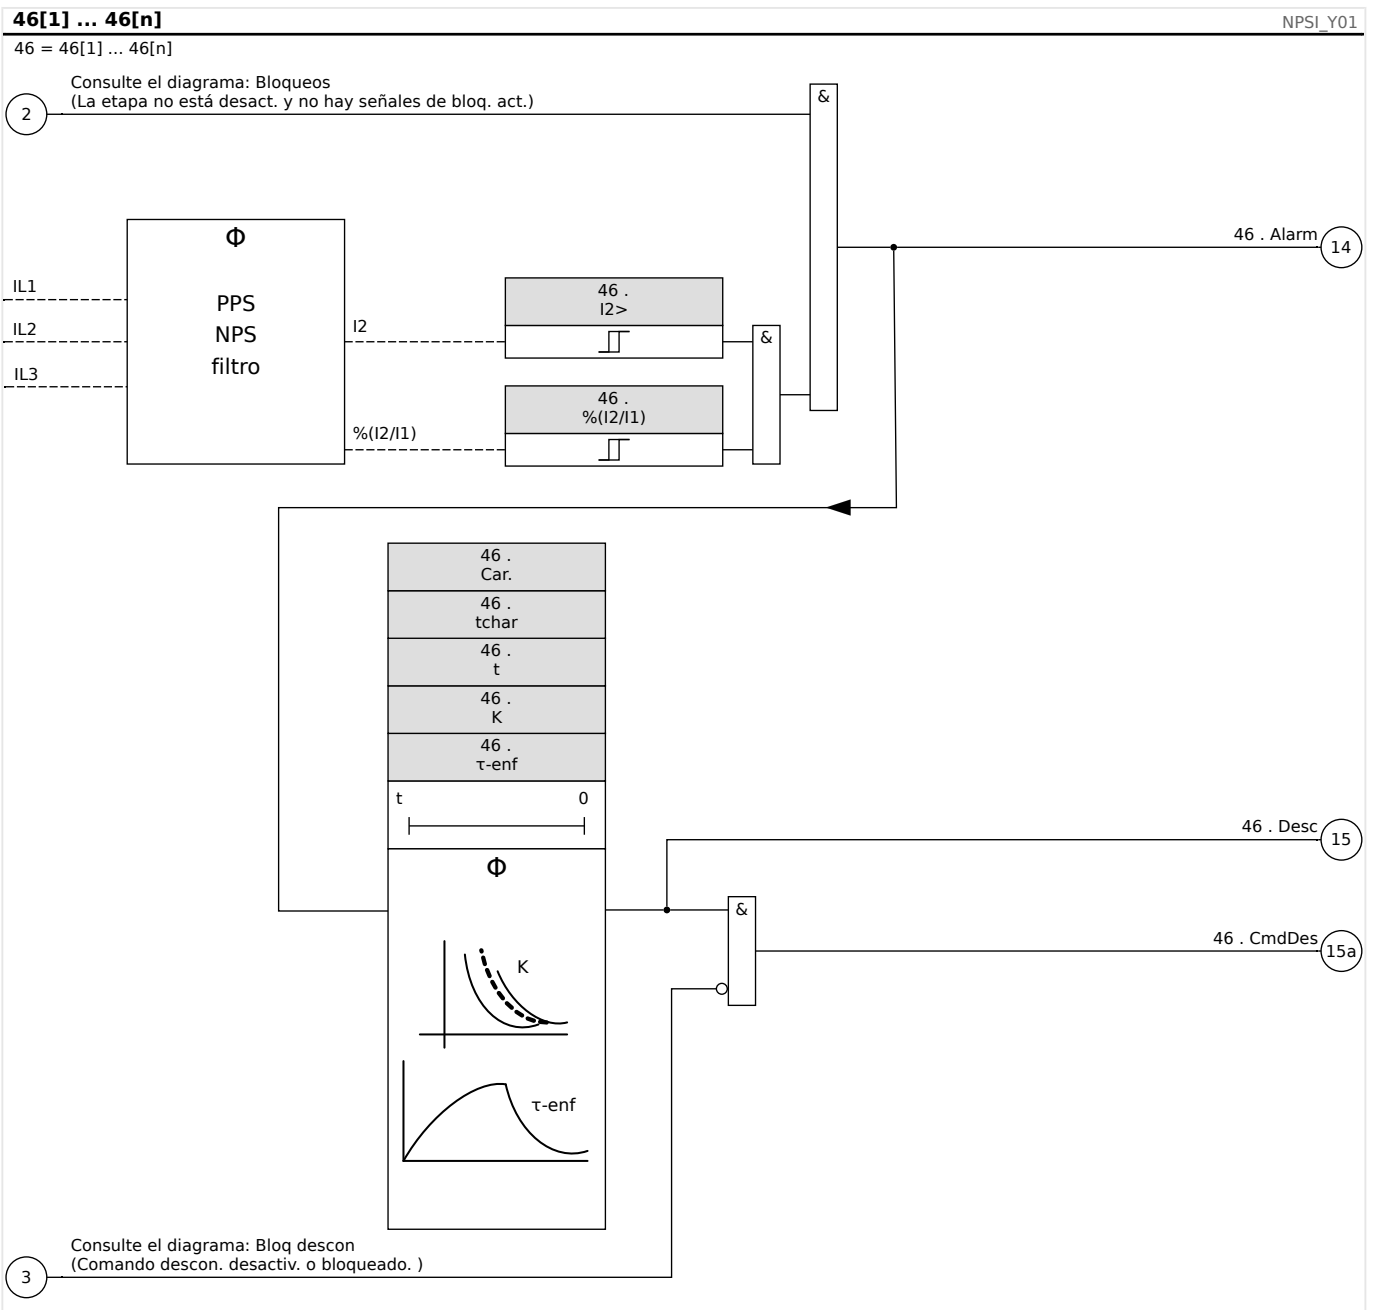 46[1] ... 46[n]
NPSI_Y01
46 = 46[1] ... 46[n]
Consulte el diagrama: Bloqueos
(La etapa no está desact. y no hay señales de bloq. act.)
2
&
46 . Alarm
14
Φ
PPS
NPS
filtro
IL1
IL2
IL3
I2
%(I2/I1)
46 .
I2>
46 .
%(I2/I1)
&
46 .
Car.
46 .
tchar
46 .
t
46 .
K
46 .
τ-enf
t
0
Φ
K
τ-enf
46 . Desc
15
&
46 . CmdDes
15a
Consulte el diagrama: Bloq descon
(Comando descon. desactiv. o bloqueado. )
3